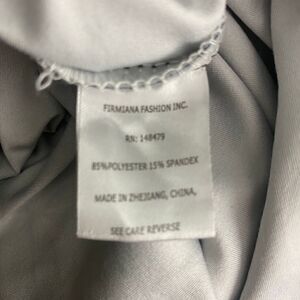 FIRMIANA FASHION INC.
RN: 148479
85%POLYESTER 15% SPANDEX
MADE IN ZHEJIANG, CHINA,
SEE CARE REVERSE